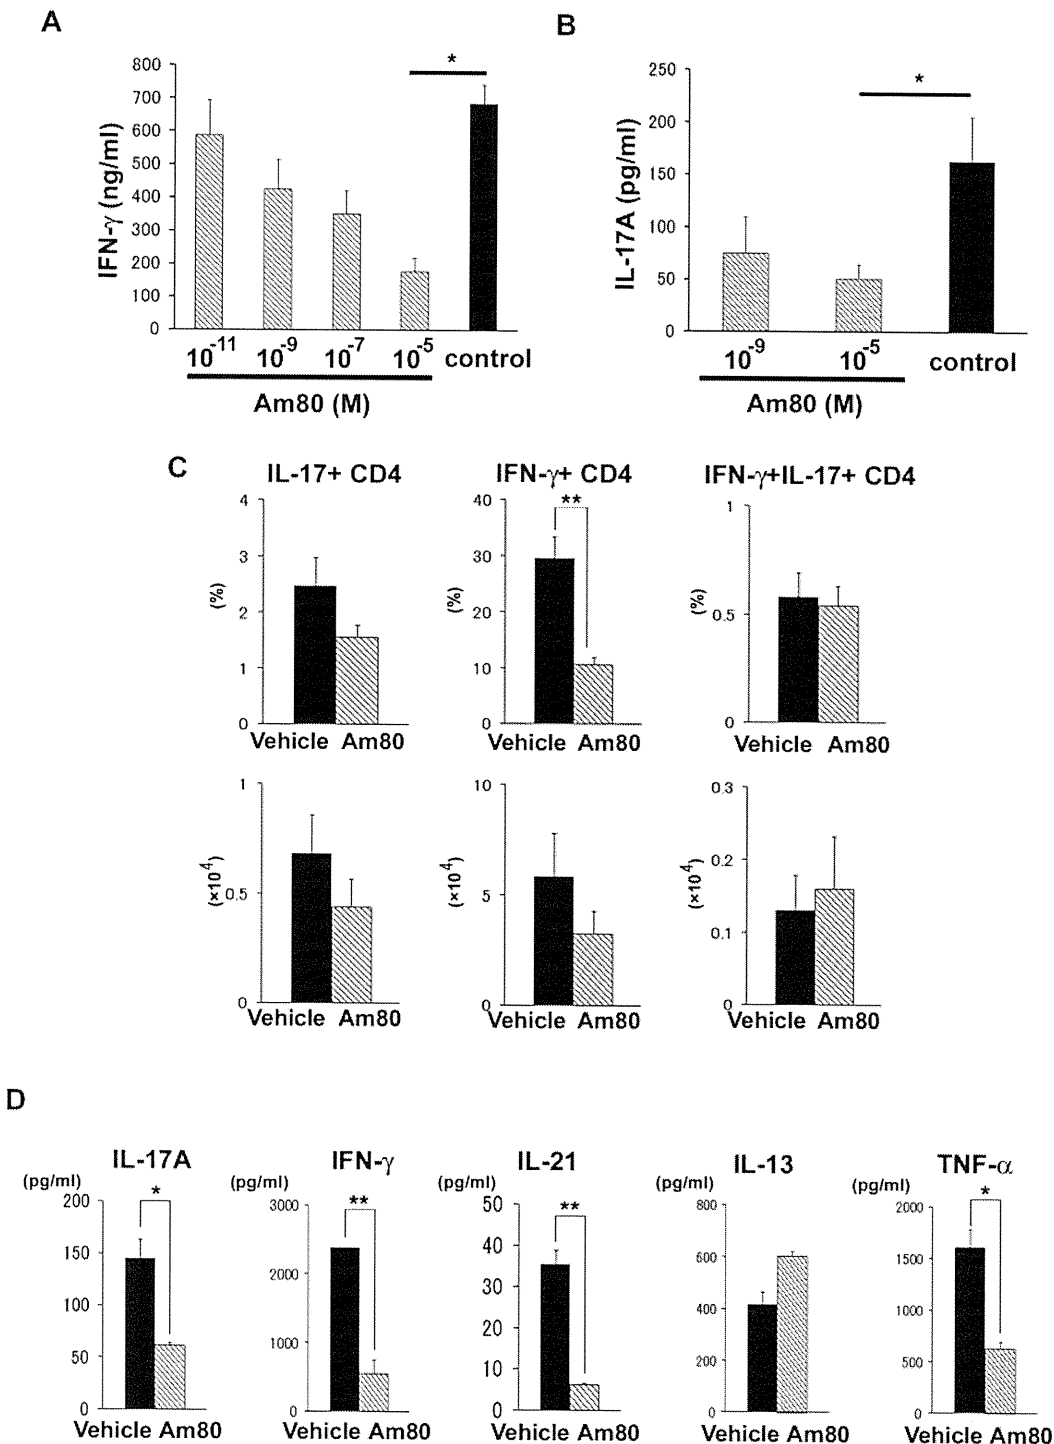 A
IFN-γ (ng/ml)
800
700
600
500
400
300
200
100
0
*
10-11 10-9 10-7 10-5 control
Am80 (M)
B
IL-17A (pg/ml)
250
200
150
100
50
0
*
10-9 10-5 control
Am80 (M)
C
IL-17+ CD4
(%)
4
3
2
1
0
Vehicle Am80
IFN-γ+ CD4
(%)
40
30
20
10
0
**
Vehicle Am80
IFN-γ+IL-17+ CD4
(%)
1
0.5
0
Vehicle Am80
(×104)
1
0.5
0
Vehicle Am80
(×104)
10
5
0
Vehicle Am80
(×104)
0.3
0.2
0.1
0
Vehicle Am80
D
IL-17A
(pg/ml)
200
150
100
50
0
*
Vehicle Am80
IFN-γ
(pg/ml)
3000
2000
1000
0
**
Vehicle Am80
IL-21
(pg/ml)
50
40
30
20
10
0
**
Vehicle Am80
IL-13
(pg/ml)
800
600
400
200
0
Vehicle Am80
TNF-α
(pg/ml)
2000
1500
1000
500
0
*
Vehicle Am80